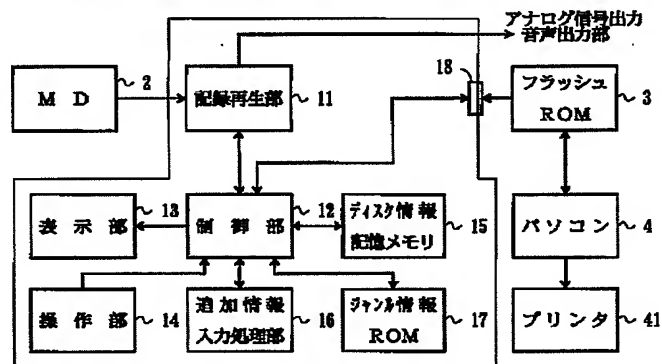 アナログ信号出力
音声出力部
18
MD
2
記録再生部
11
フラッシュ
ROM
3
表示部
13
制御部
12
ディスク情報
記憶メモリ
15
パソコン
4
操作部
14
追加情報
入力処理部
16
ジャンル情報
ROM
17
プリンタ
41